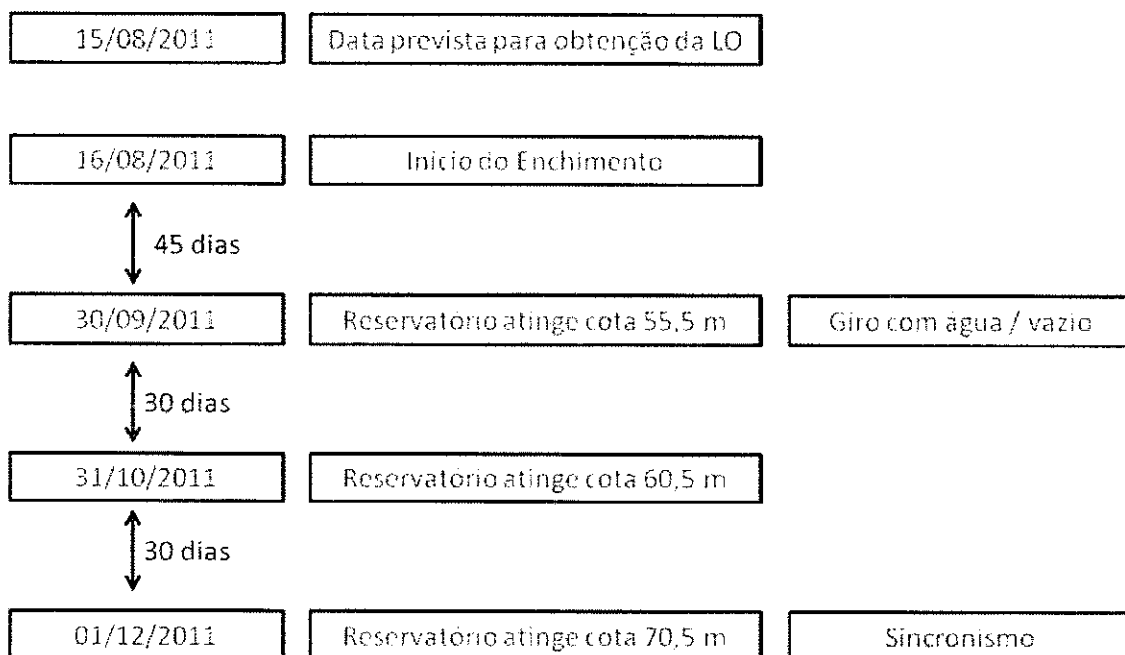 15/08/2011 Data prevista para obtenção da LO
16/08/2011 Início do Enchimento
45 dias
30/09/2011 Reservatório atinge cota 55,5 m Giro com água / vazio
30 dias
31/10/2011 Reservatório atinge cota 60,5 m
30 dias
01/12/2011 Reservatório atinge cota 70,5 m Sincronismo